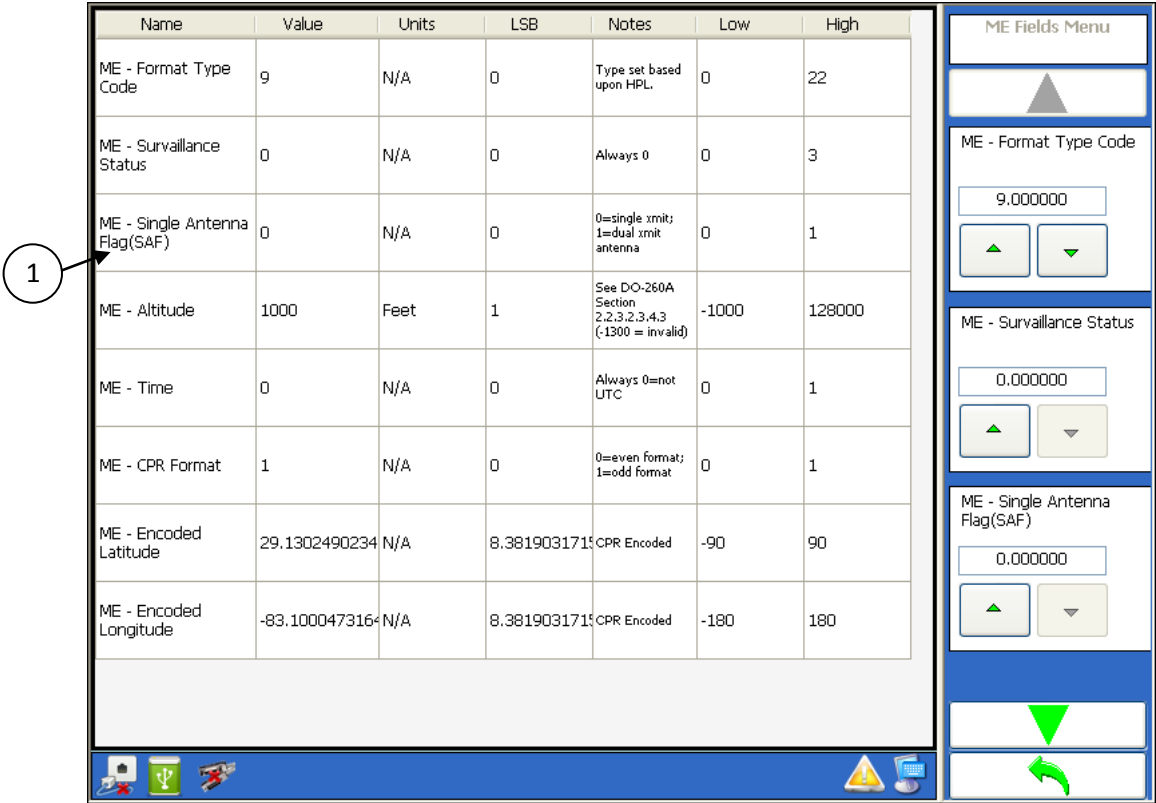 Name Value Units LSB Notes Low High
ME - Format Type
Code
9
N/A
0
Type set based
upon HPL.
0
22
ME - Survaillance
Status
0
N/A
0
Always 0
0
3
ME - Single Antenna
Flag(SAF)
0
N/A
0
0=single xmit;
1=dual xmit
antenna
0
1
ME - Altitude
1000
Feet
1
See DO-260A
Section
2.2.3.2.3.4.3
(-1300 = invalid)
-1000
128000
ME - Time
0
N/A
0
Always 0=not
UTC
0
1
ME - CPR Format
1
N/A
0
0=even format;
1=odd format
0
1
ME - Encoded
Latitude
29.1302490234
N/A
8.381903171
CPR Encoded
-90
90
ME - Encoded
Longitude
-83.1000473164
N/A
8.381903171
CPR Encoded
-180
180
1
ME Fields Menu
ME - Format Type Code
9.000000
ME - Survaillance Status
0.000000
ME - Single Antenna
Flag(SAF)
0.000000